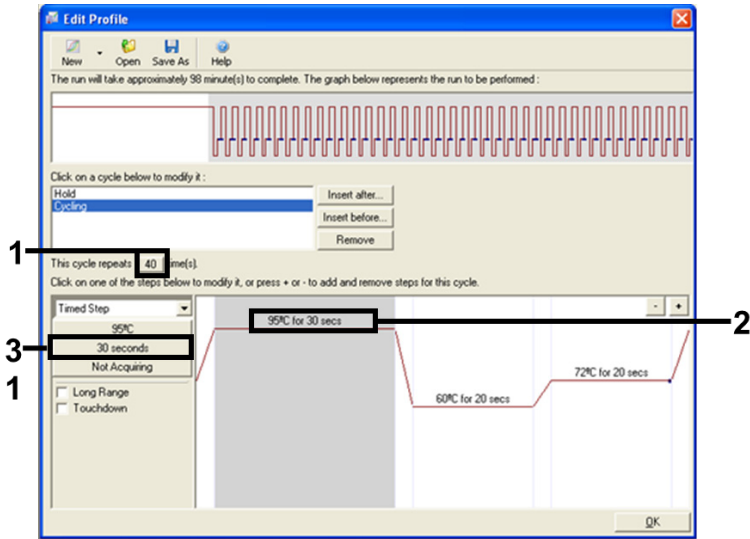 Edit Profile
New Open Save As Help
The run will take approximately 98 minute(s) to complete. The graph below represents the run to be performed :
Click on a cycle below to modify it :
Hold
Cycling
Insert after...
Insert before...
Remove
1
This cycle repeats 40 time(s).
Click on one of the steps below to modify it, or press + or - to add and remove steps for this cycle.
Timed Step
- +
95ºC for 30 secs
2
95ºC
3
30 seconds
Not Acquiring
72ºC for 20 secs
1
Long Range
60ºC for 20 secs
Touchdown
OK